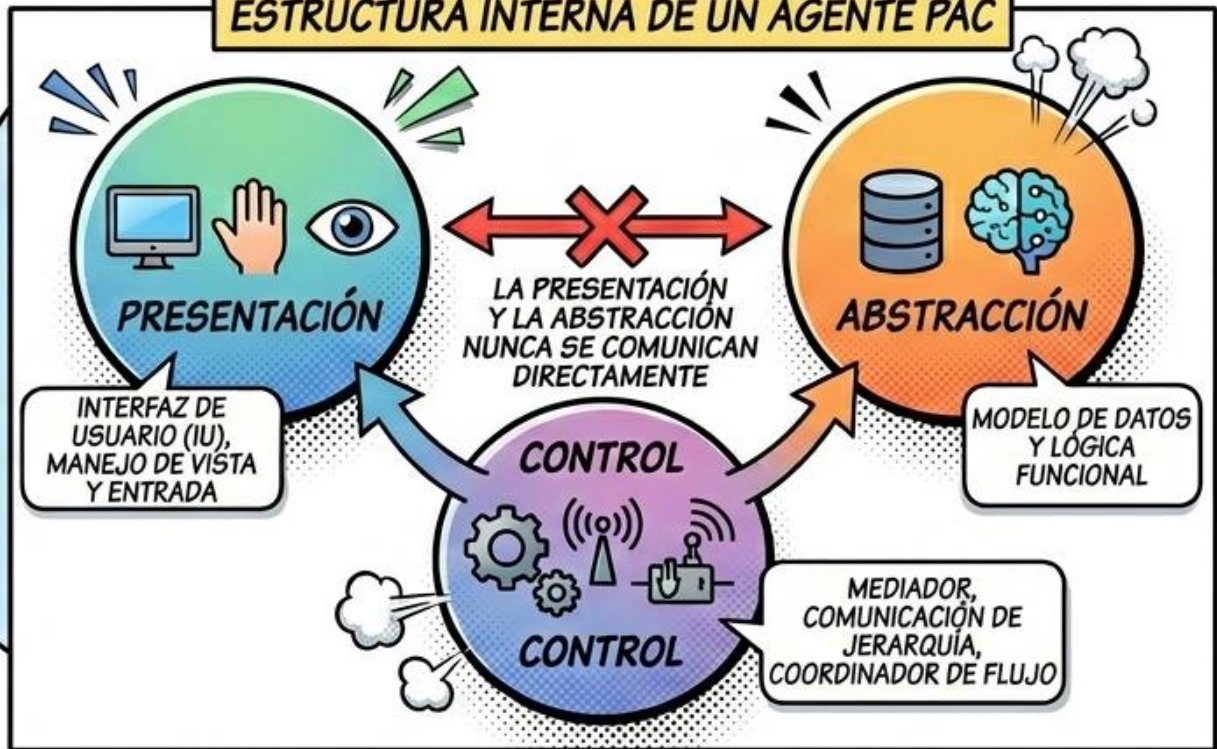 ESTRUCTURA INTERNA DE UN AGENTE PAC
PRESENTACIÓN
INTERFAZ DE
USUARIO (IU),
MANEJO DE VISTA
Y ENTRADA
LA PRESENTACIÓN
Y LA ABSTRACCIÓN
NUNCA SE COMUNICAN
DIRECTAMENTE
ABSTRACCIÓN
MODELO DE DATOS
Y LÓGICA
FUNCIONAL
CONTROL
CONTROL
MEDIADOR,
COMUNICACIÓN DE
JERARQUÍA,
COORDINADOR DE FLUJO